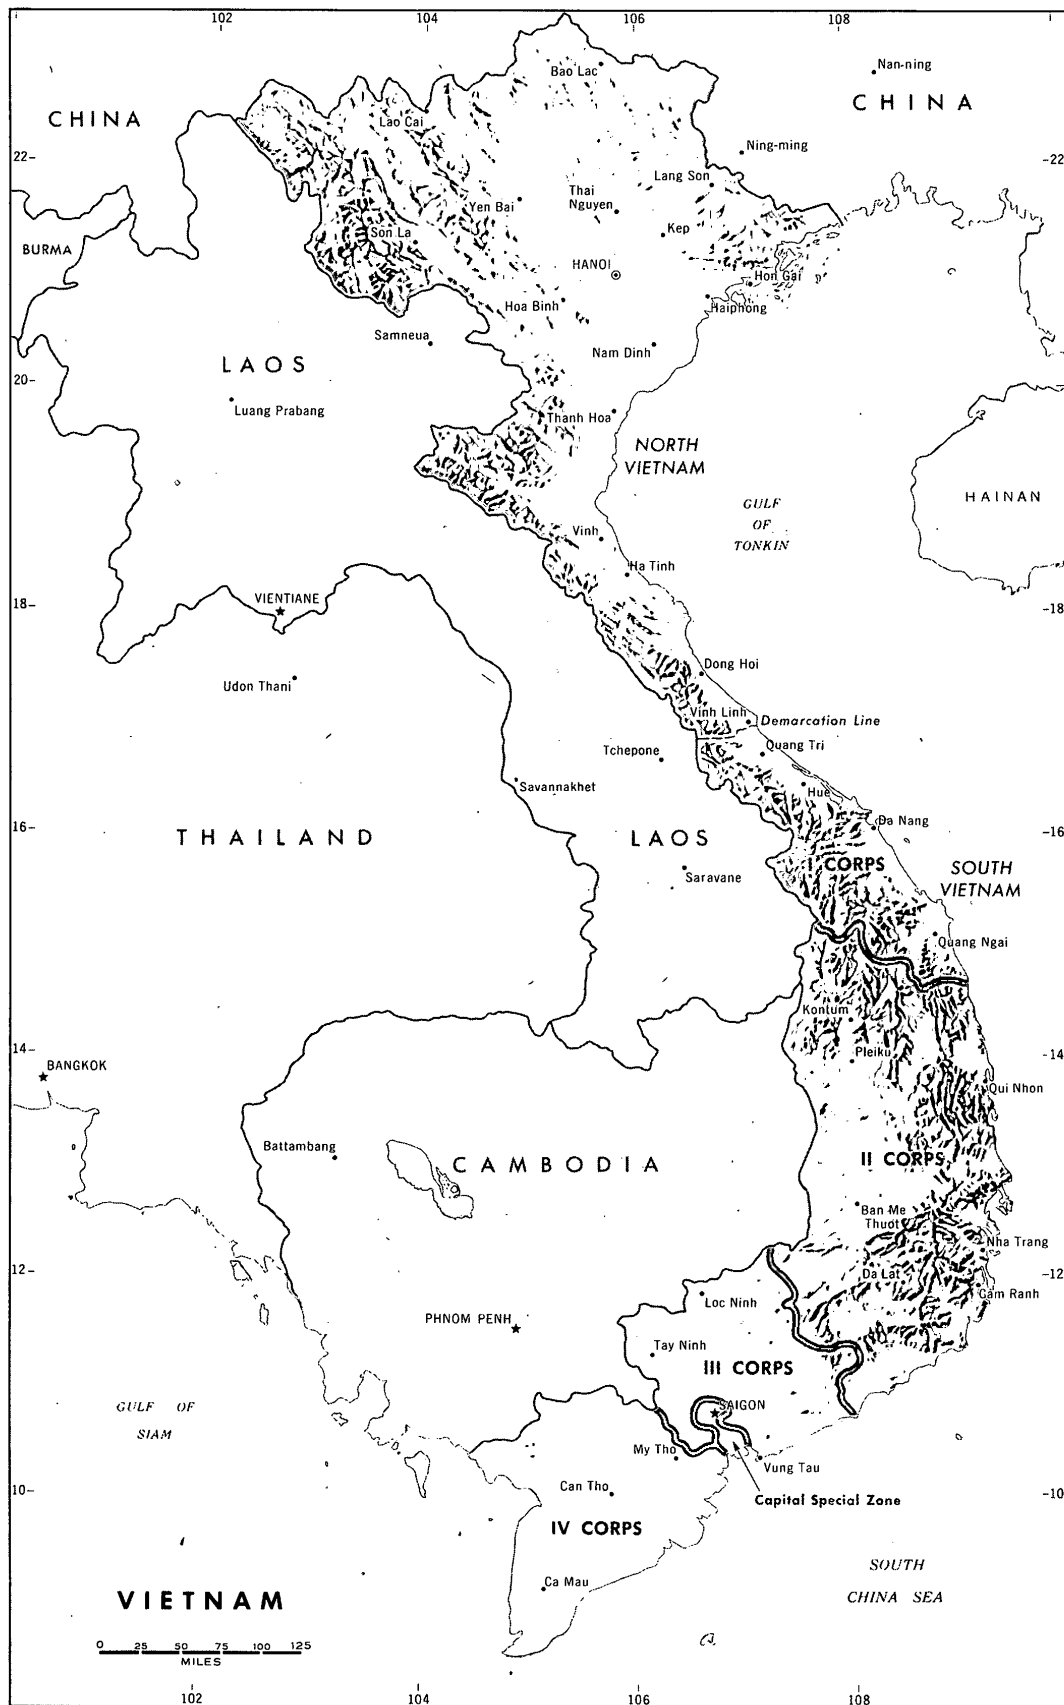 102
104
106
108
Bao Lac
Nan-ning
CHINA
CHINA
Lao Cai
22-
Ning-ming
-22
Lang Son
Thai
Nguyen
Yen Bai
Kep
Son La
BURMA
HANOI
Hon Gai
Hoa Binh
Haiphong
Samneua
Nam Dinh
LAOS
20-
-20
Luang Prabang
Thanh Hoa
NORTH
VIETNAM
HAINAN
GULF
OF
TONKIN
Vinh
Ha Tinh
VIENTIANE
18-
-18
Dong Hoi
Udon Thani
Vinh Linh
Demarcation Line
Quang Tri
Tchepone
Savannakhet
Hue
Da Nang
16-
-16
THAILAND
LAOS
I CORPS
SOUTH
VIETNAM
Saravane
Quang Ngai
Kontum
14-
-14
Pleiku
BANGKOK
Qui Nhon
Battambang
CAMBODIA
II CORPS
Ban Me
Thuot
Nha Trang
12-
-12
Da Lat
Cam Ranh
Loc Ninh
PHNOM PENH
Tay Ninh
III CORPS
GULF OF
SIAM
SAIGON
My Tho
Vung Tau
10-
Can Tho
Capital Special Zone
-10
IV CORPS
SOUTH
CHINA SEA
Ca Mau
VIETNAM
0 25 50 75 100 125
MILES
102
104
106
108